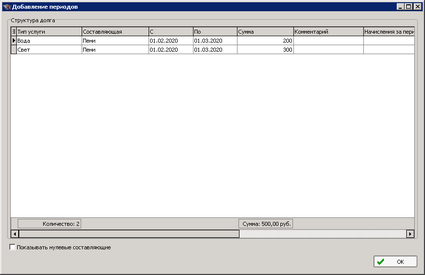 Добавление периодов
Структура долга
Тип услуги Составляющая С По Сумма Комментарий Начисления за пери
Вода Пени 01.02.2020 01.03.2020 200
Свет Пени 01.02.2020 01.03.2020 300
Количество: 2 Сумма: 500,00 руб.
Показывать нулевые составляющие
ОК